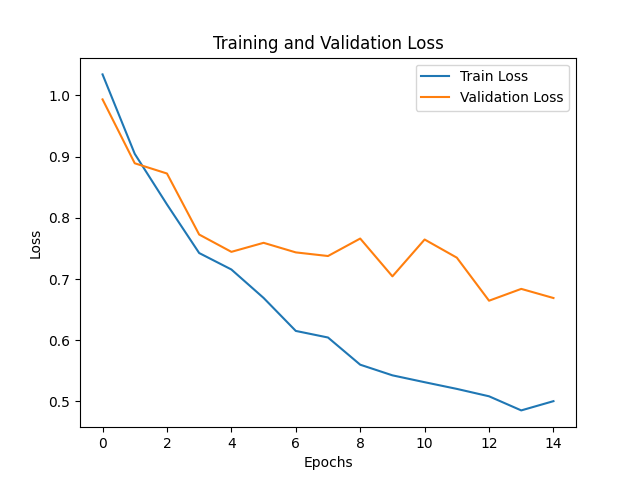 Training and Validation Loss
Train Loss
Validation Loss
1.0
0.9
0.8
0.7
0.6
0.5
Loss
0 2 4 6 8 10 12 14
Epochs